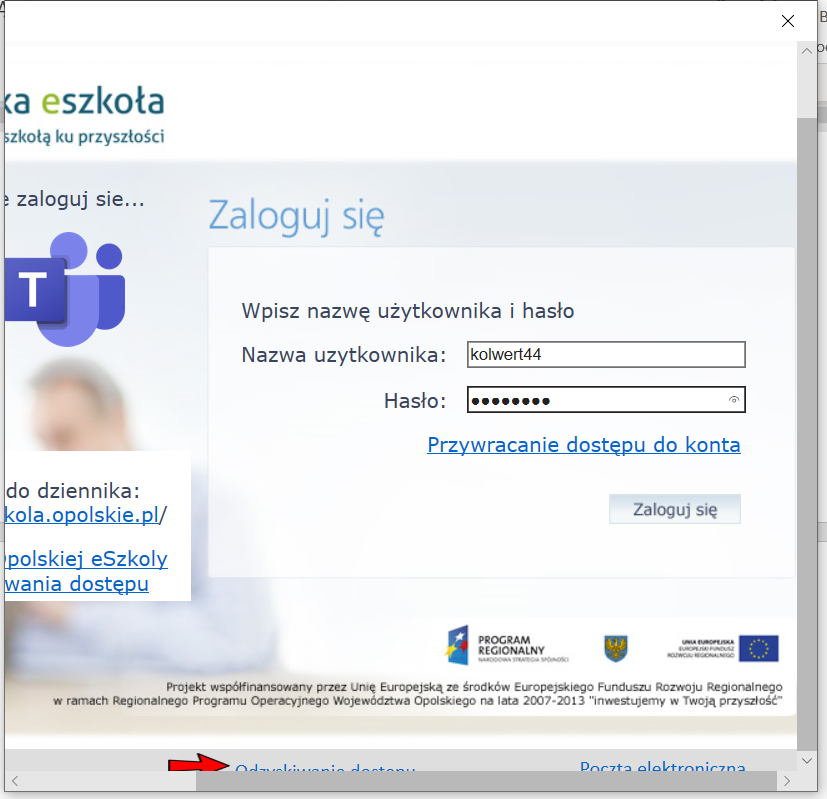 ka eszkoła
szkołą ku przyszłości
e zaloguj sie...
T
Zaloguj się
Wpisz nazwę użytkownika i hasło
Nazwa uzytkownika:
kolwert44
Hasło:
●●●●●●●●
Przywracanie dostępu do konta
Zaloguj się
do dziennika:
kola.opolskie.pl/
polskiej eSzkoly
wania dostępu
PROGRAM
REGIONALNY
NARODOWA STRATEGIA SPÓJNOŚCI
UNIA EUROPEJSKA
EUROPEJSKI FUNDUSZ
ROZWOJU REGIONALNEGO
Projekt współfinansowany przez Unię Europejską ze środków Europejskiego Funduszu Rozwoju Regionalnego
w ramach Regionalnego Programu Operacyjnego Województwa Opolskiego na lata 2007-2013 "inwestujemy w Twoją przyszłość"
Odzyskiwanie dostępu
Poczta elektroniczna